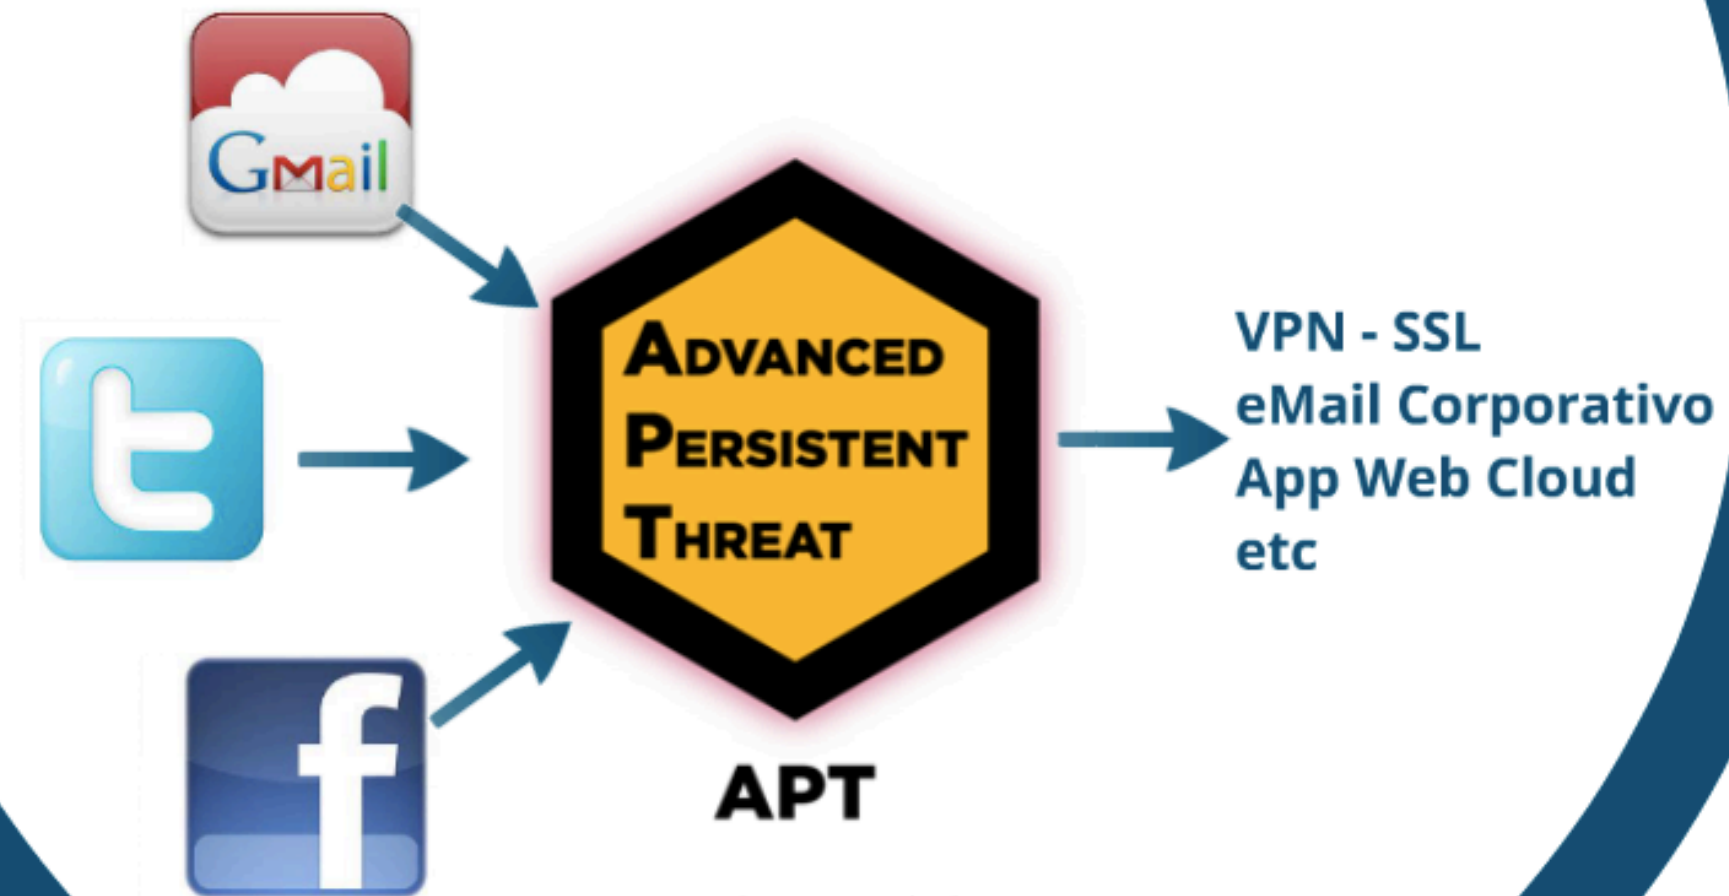 Gmail
t
f
ADVANCED
PERSISTENT
THREAT
APT
VPN - SSL
eMail Corporativo
App Web Cloud
etc